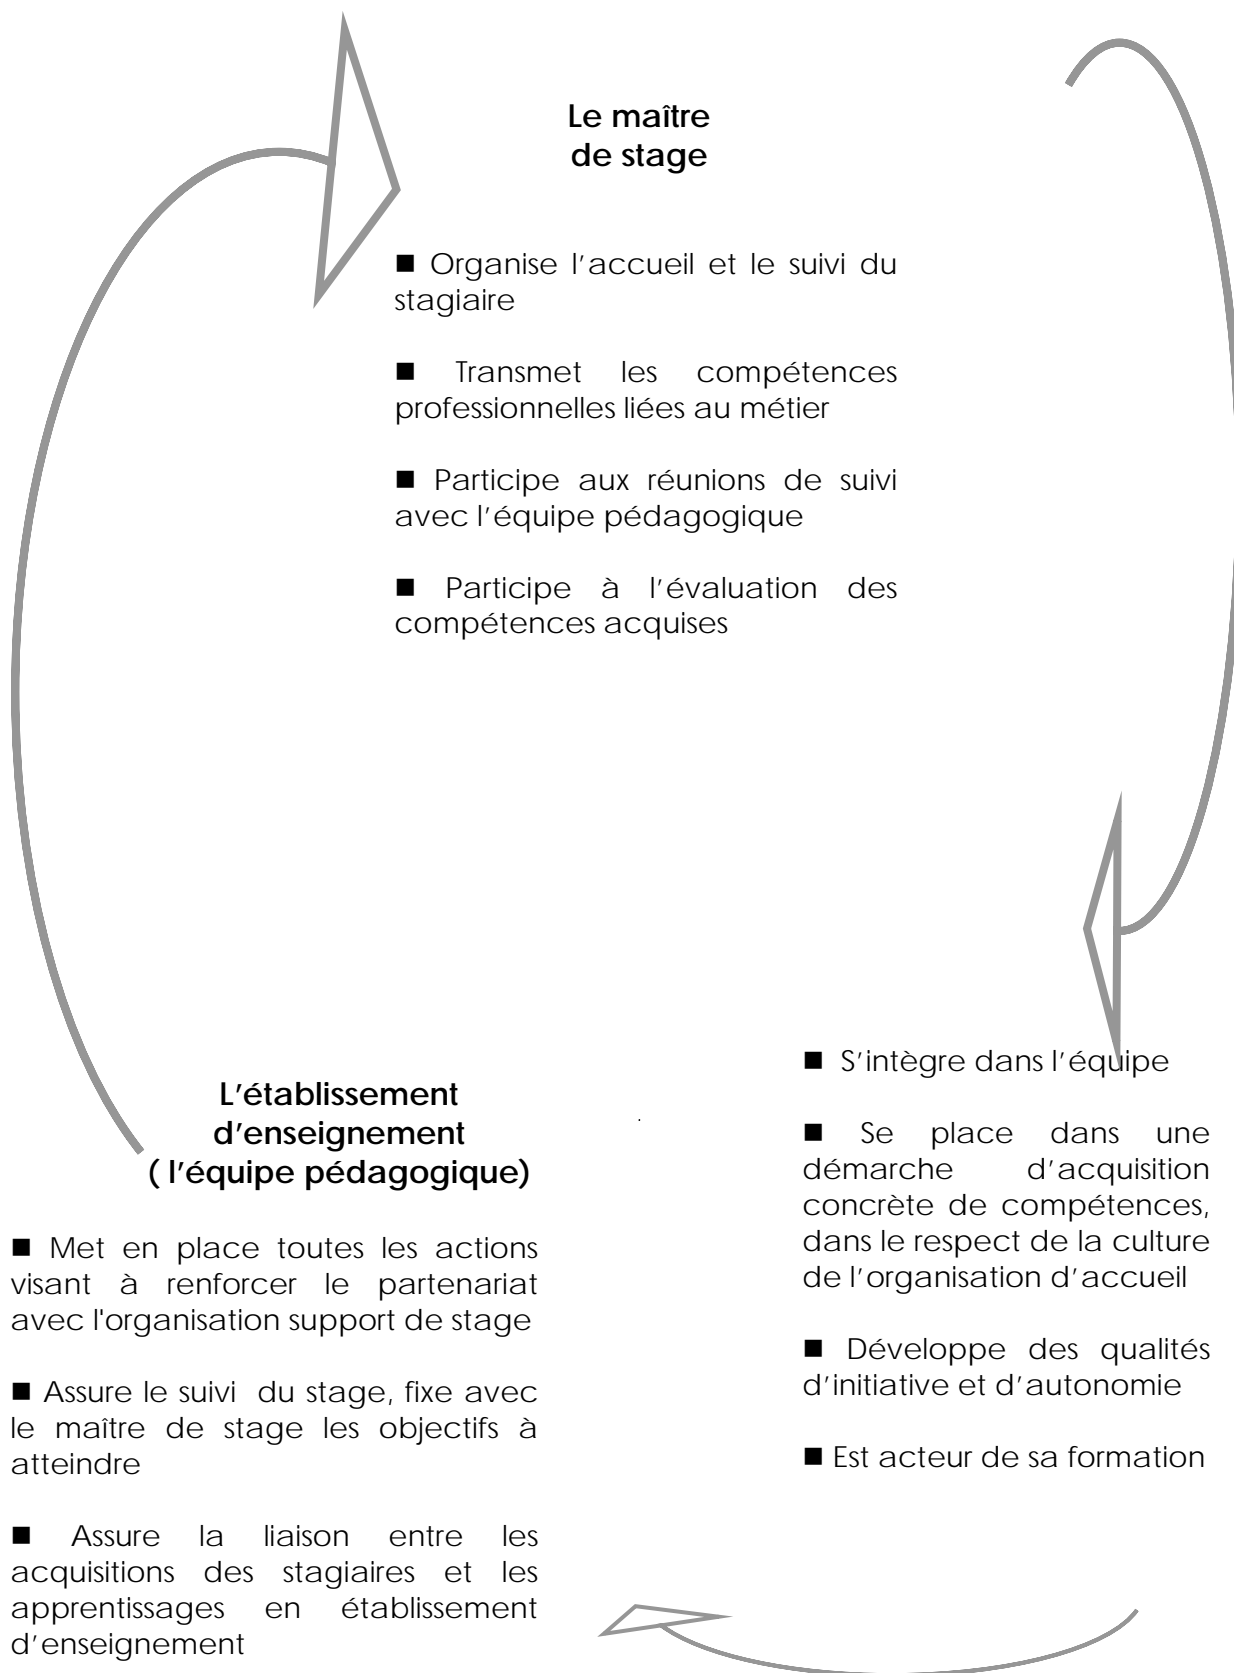 Le maître
de stage
■ Organise l’accueil et le suivi du
stagiaire
■ Transmet les compétences
professionnelles liées au métier
■ Participe aux réunions de suivi
avec l’équipe pédagogique
■ Participe à l’évaluation des
compétences acquises
L’établissement
d’enseignement
( l’équipe pédagogique)
■ Met en place toutes les actions
visant à renforcer le partenariat
avec l'organisation support de stage
■ Assure le suivi du stage, fixe avec
le maître de stage les objectifs à
atteindre
■ Assure la liaison entre les
acquisitions des stagiaires et les
apprentissages en établissement
d’enseignement
■ S’intègre dans l’équipe
■ Se place dans une
démarche d’acquisition
concrète de compétences,
dans le respect de la culture
de l’organisation d’accueil
■ Développe des qualités
d’initiative et d’autonomie
■ Est acteur de sa formation